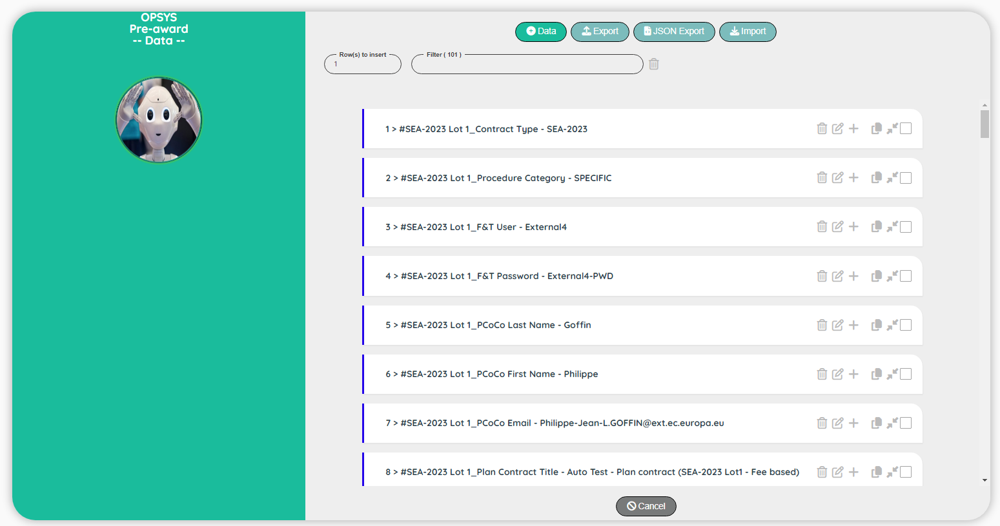 OPSYS
Pre-award
-- Data --
Data
Export
JSON Export
Import
Row(s) to insert
1
Filter ( 101 )
1 > #SEA-2023 Lot 1_Contract Type - SEA-2023
2 > #SEA-2023 Lot 1_Procedure Category - SPECIFIC
3 > #SEA-2023 Lot 1_F&T User - External4
4 > #SEA-2023 Lot 1_F&T Password - External4-PWD
5 > #SEA-2023 Lot 1_PCoCo Last Name - Goffin
6 > #SEA-2023 Lot 1_PCoCo First Name - Philippe
7 > #SEA-2023 Lot 1_PCoCo Email - Philippe-Jean-L.GOFFIN@ext.ec.europa.eu
8 > #SEA-2023 Lot 1_Plan Contract Title - Auto Test - Plan contract (SEA-2023 Lot1 - Fee based)
Cancel